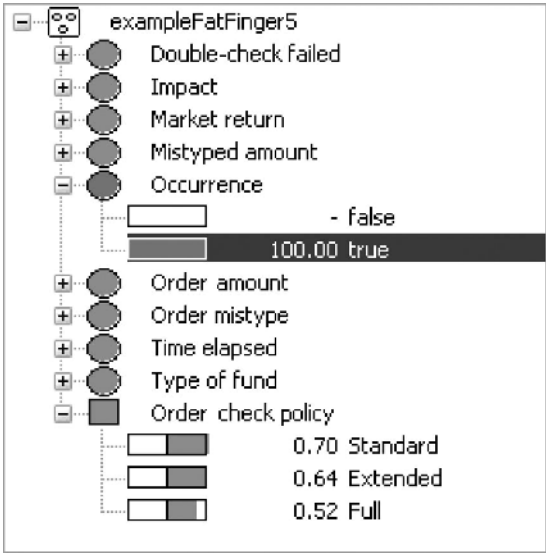 exampleFatFinger5
Double-check failed
Impact
Market return
Mistyped amount
Occurrence
- false
100.00 true
Order amount
Order mistype
Time elapsed
Type of fund
Order check policy
0.70 Standard
0.64 Extended
0.52 Full